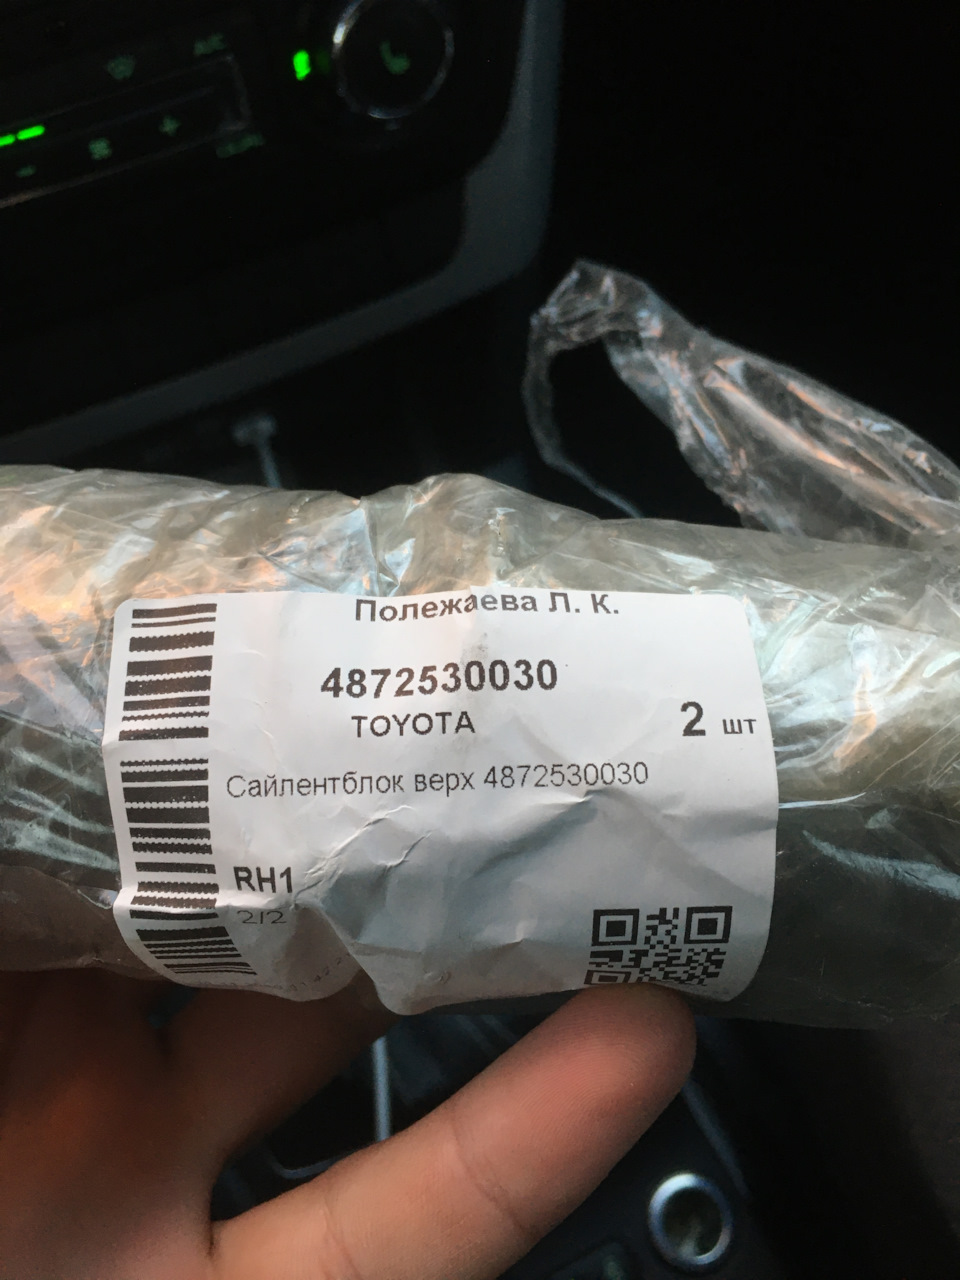 Полежаева Л. К.
4872530030
TOYOTA
2 шт
Сайлентблок верх 4872530030
RH1
2/2